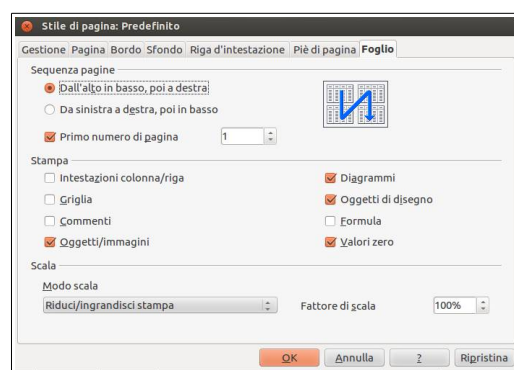 Stile di pagina: Predefinito
Gestione Pagina Bordo Sfondo Riga d'intestazione Piè di pagina Foglio
Sequenza pagine
Dall'alto in basso, poi a destra
Da sinistra a destra, poi in basso
Primo numero di pagina 1
Stampa
Intestazioni colonna/riga Diagrammi
Griglia Oggetti di disegno
Commenti Formula
Oggetti/immagini Valori zero
Scala
Modo scala
Riduci/ingrandisci stampa Fattore di scala 100%
OK Annulla ? Ripristina